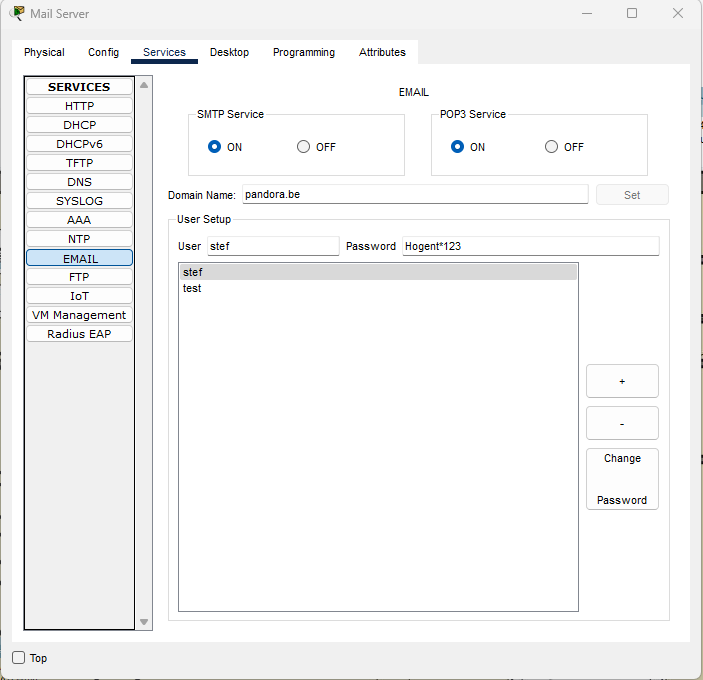 Mail Server
Physical Config Services Desktop Programming Attributes
SERVICES
HTTP
DHCP
DHCPv6
TFTP
DNS
SYSLOG
AAA
NTP
EMAIL
FTP
IoT
VM Management
Radius EAP
EMAIL
SMTP Service
ON OFF
POP3 Service
ON OFF
Domain Name: pandora.be Set
User Setup
User stef Password Hogent*123
stef
test
+
-
Change
Password
Top